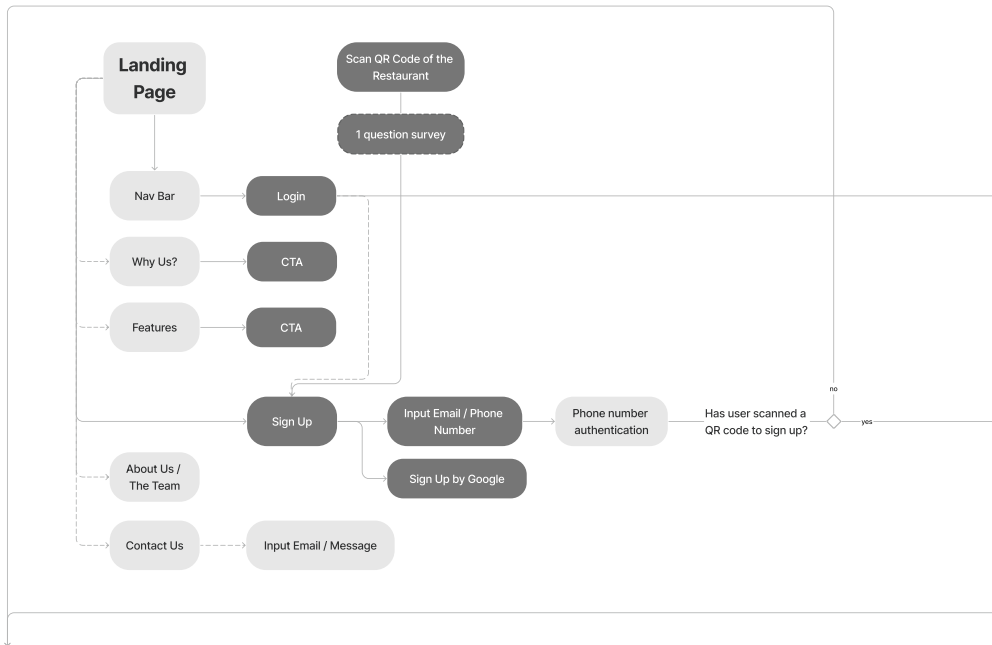 Landing
Page
Scan QR Code of the
Restaurant
1 question survey
Nav Bar
Login
Why Us?
CTA
Features
CTA
no
Sign Up
Input Email / Phone
Number
Phone number
authentication
Has user scanned a
QR code to sign up?
yes
Sign Up by Google
About Us /
The Team
Contact Us
Input Email / Message